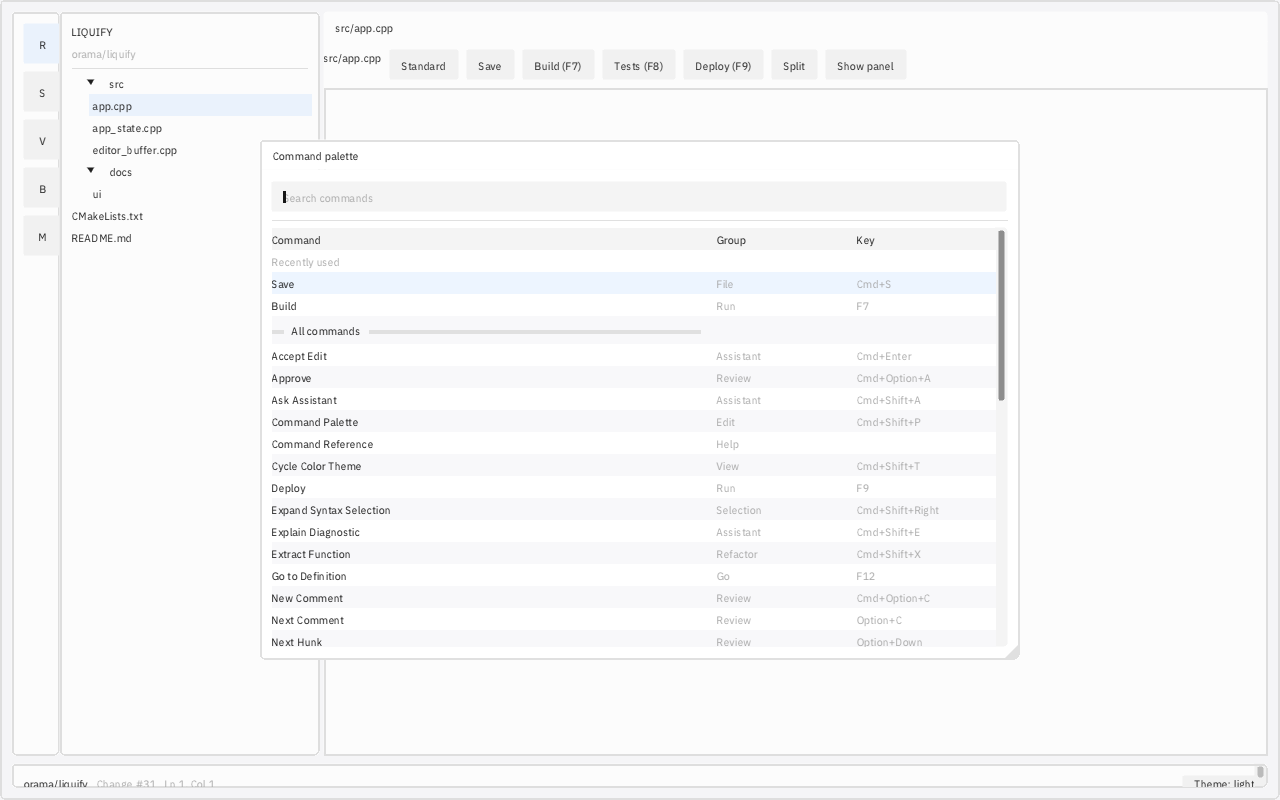 R
S
V
B
M
LIQUIFY
orama/liquify
src
app.cpp
app_state.cpp
editor_buffer.cpp
docs
ui
CMakeLists.txt
README.md
src/app.cpp
src/app.cpp Standard Save Build (F7) Tests (F8) Deploy (F9) Split Show panel
Command palette
Search commands
Command Group Key
Recently used
Save File Cmd+S
Build Run F7
All commands
Accept Edit Assistant Cmd+Enter
Approve Review Cmd+Option+A
Ask Assistant Assistant Cmd+Shift+A
Command Palette Edit Cmd+Shift+P
Command Reference Help
Cycle Color Theme View Cmd+Shift+T
Deploy Run F9
Expand Syntax Selection Selection Cmd+Shift+Right
Explain Diagnostic Assistant Cmd+Shift+E
Extract Function Refactor Cmd+Shift+X
Go to Definition Go F12
New Comment Review Cmd+Option+C
Next Comment Review Option+C
Next Hunk Review Option+Down
orama/liquify Change #31 Ln 1, Col 1 Theme: light